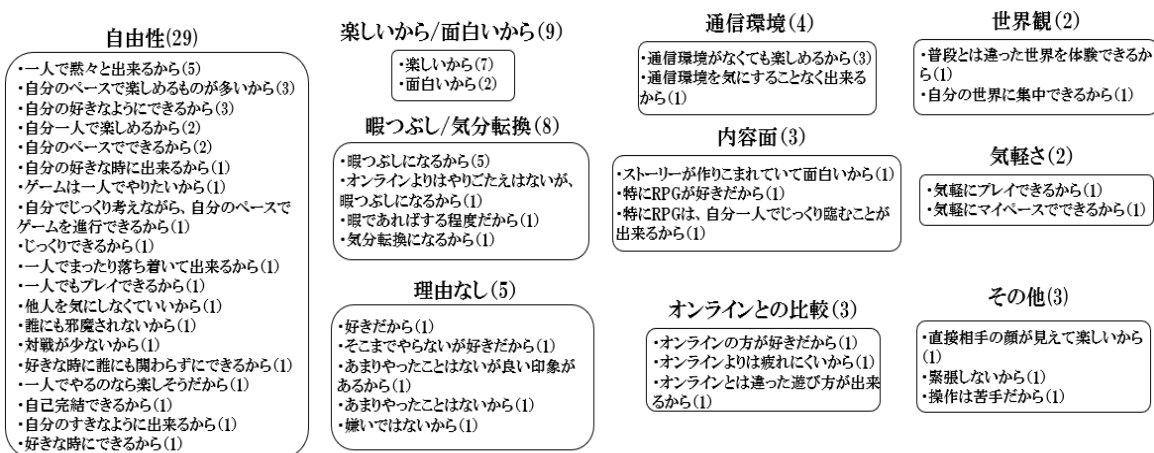 自由性(29)
・一人で黙々と出来るから(5)
・自分のペースで楽しめるものが多いから(3)
・自分の好きなようにできるから(3)
・自分一人で楽しめるから(2)
・自分のペースでできるから(2)
・自分の好きな時に出来るから(1)
・ゲームは一人でやりたいから(1)
・自分でじっくり考えながら、自分のペースで
ゲームを進行できるから(1)
・じっくりできるから(1)
・一人でまったり落ち着いて出来るから(1)
・一人でもプレイできるから(1)
・他人を気にしなくていいから(1)
・誰にも邪魔されないから(1)
・対戦が少ないから(1)
・好きな時に誰にも関わらずにできるから(1)
・一人でやるのなら楽しそうだから(1)
・自己完結できるから(1)
・自分のすきなように出来るから(1)
・好きな時にできるから(1)
楽しいから/面白いから(9)
・楽しいから(7)
・面白いから(2)
暇つぶし/気分転換(8)
・暇つぶしになるから(5)
・オンラインよりはやりごたえはないが、
暇つぶしになるから(1)
・暇であればする程度だから(1)
・気分転換になるから(1)
理由なし(5)
・好きだから(1)
・そこまでやらないが好きだから(1)
・あまりやったことはないが良い印象が
あるから(1)
・あまりやったことはないから(1)
・嫌いではないから(1)
通信環境(4)
・通信環境がなくても楽しめるから(3)
・通信環境を気にすることなく出来る
から(1)
内容面(3)
・ストーリーが作りこまれていて面白いから(1)
・特にRPGが好きだから(1)
・特にRPGは、自分一人でじっくり臨むことが
出来るから(1)
オンラインとの比較(3)
・オンラインの方が好きだから(1)
・オンラインよりは疲れにくいから(1)
・オンラインとは違った遊び方が出来
るから(1)
世界観(2)
・普段とは違った世界を体験できるか
ら(1)
・自分の世界に集中できるから(1)
気軽さ(2)
・気軽にプレイできるから(1)
・気軽にマイペースでできるから(1)
その他(3)
・直接相手の顔が見えて楽しいから
(1)
・緊張しないから(1)
・操作は苦手だから(1)